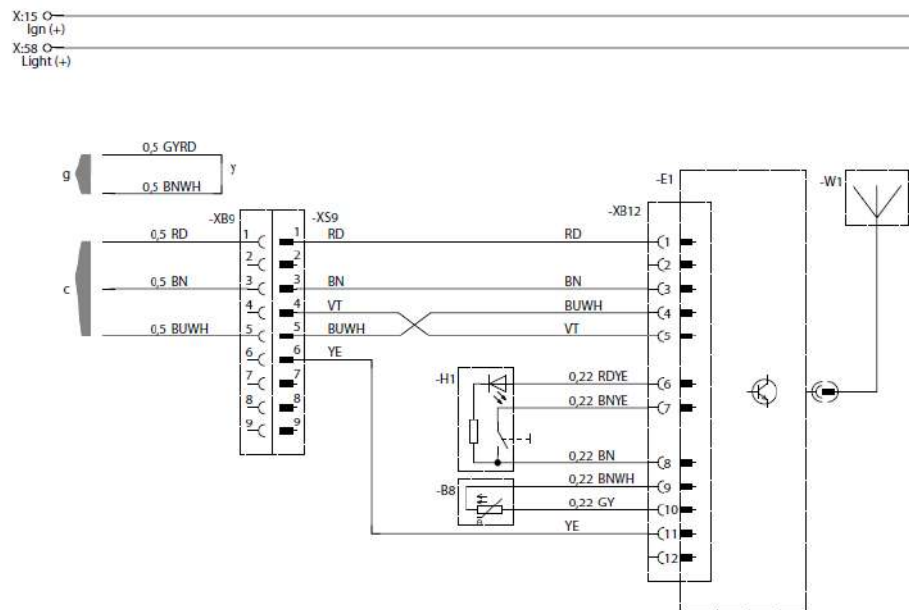 X:15
Ign (+)
X:58
Light (+)
0,5 GYRD
g
y
0,5 BNWH
-E1
-W1
-XB9
-XS9
-XB12
0,5 RD
1
1
RD
RD
1
2
2
2
c
0,5 BN
3
3
BN
BN
3
4
4
VT
BUWH
4
0,5 BUWH
5
5
BUWH
VT
5
6
6
YE
-H1
0,22 RDYE
6
7
7
0,22 BNYE
7
8
8
9
9
0,22 BN
8
-B8
0,22 BNWH
9
0,22 GY
10
YE
11
12